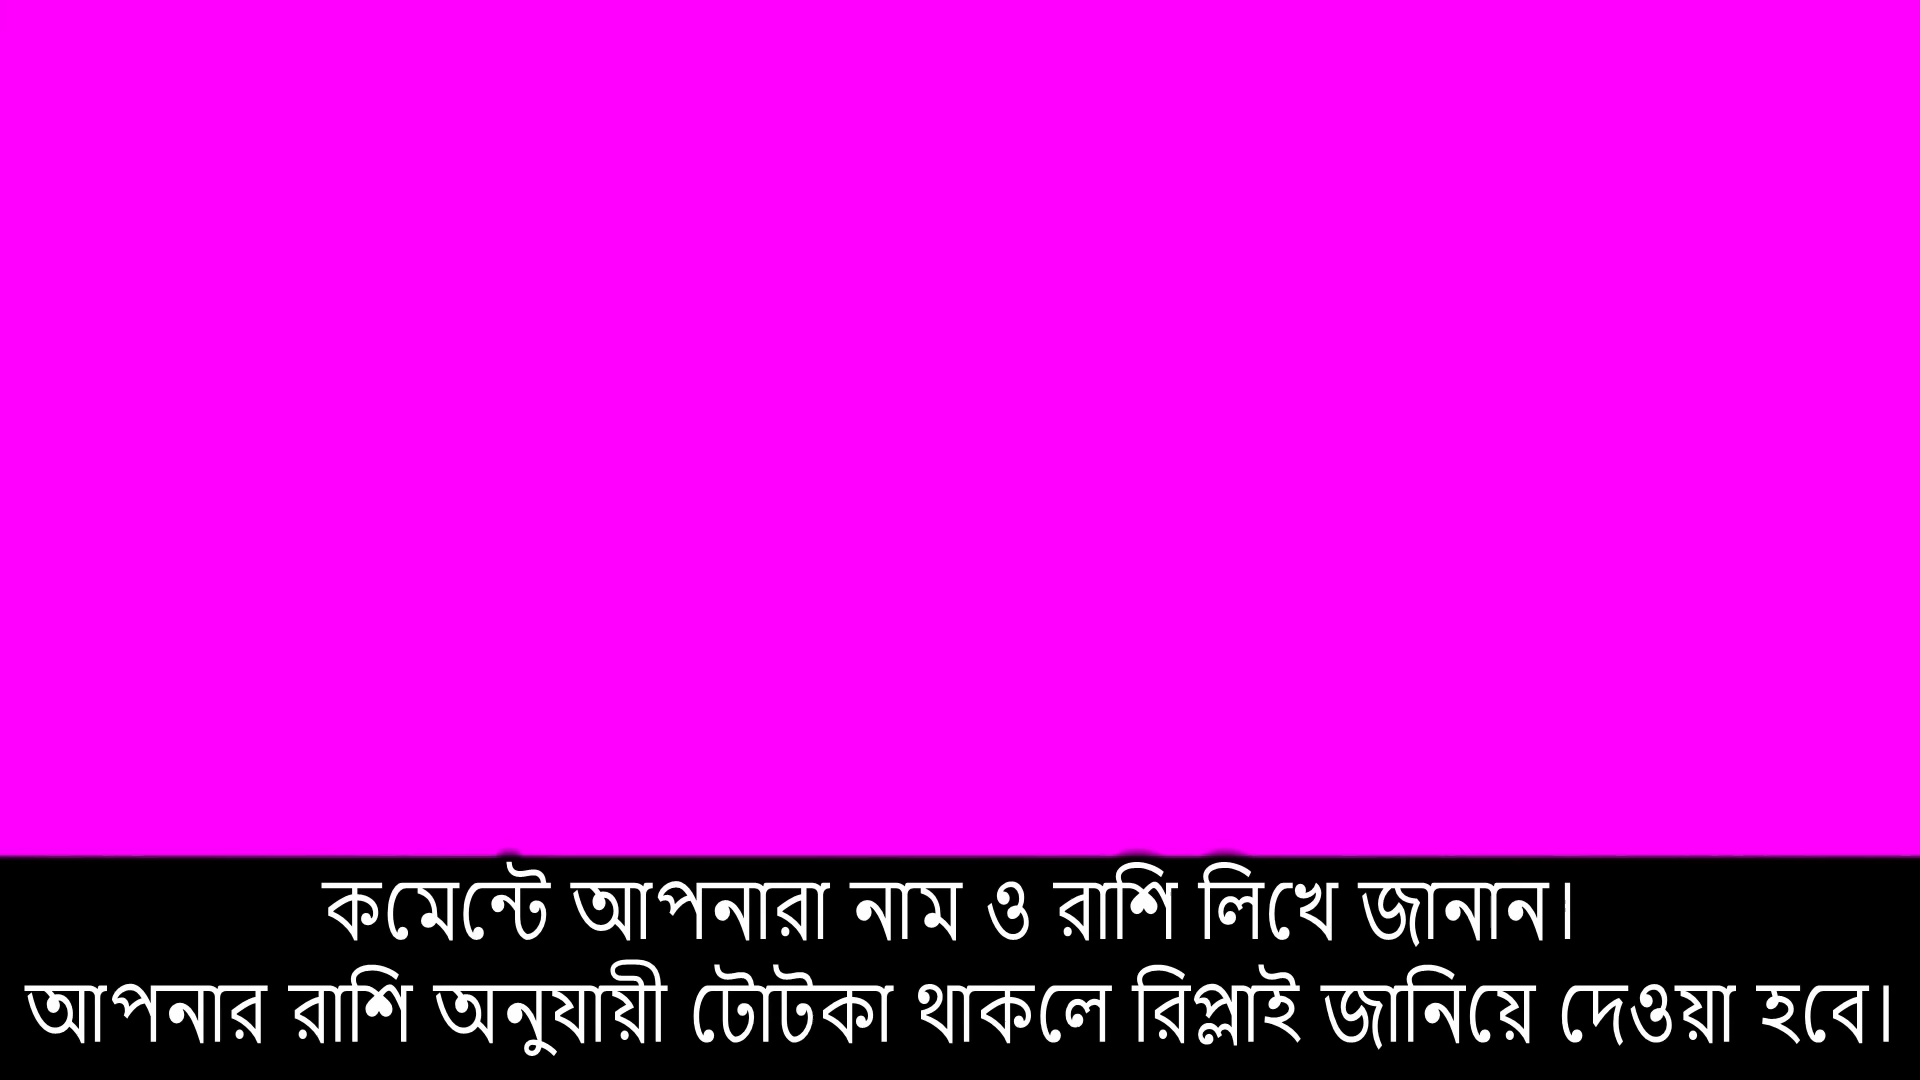 কমেন্টে আপনারা নাম ও রাশি লিখে জানান।
আপনার রাশি অনুযায়ী টোটকা থাকলে রিপ্লাই জানিয়ে দেওয়া হবে।